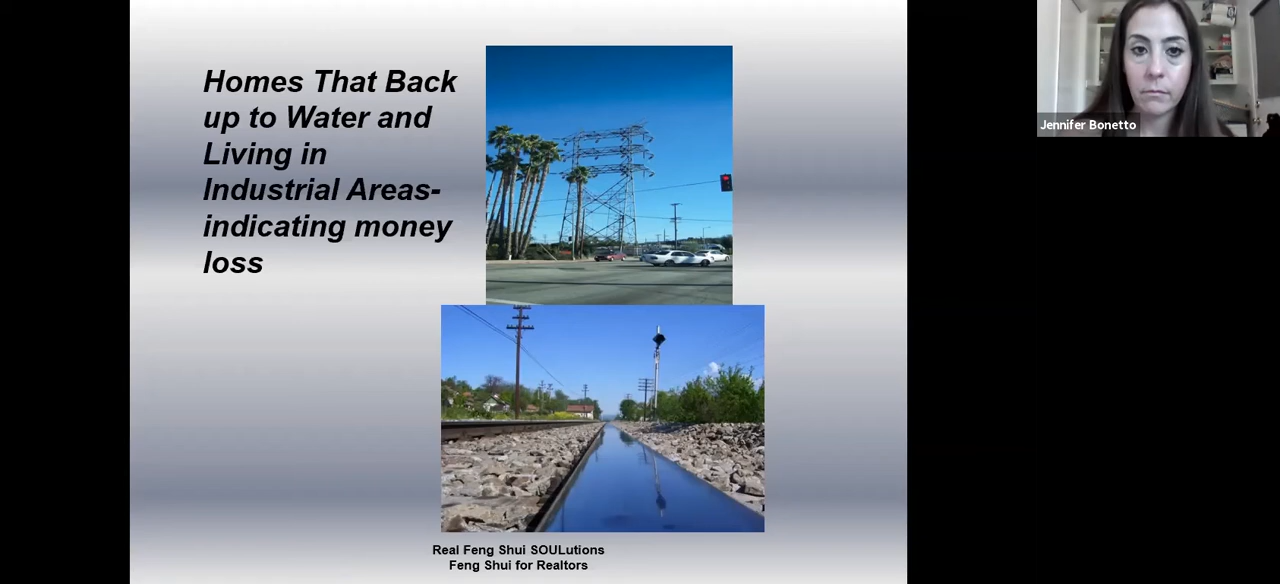 Homes That Back
up to Water and
Living in
Industrial Areas-
indicating money
loss
Jennifer Bonetto
Real Feng Shui SOULutions
Feng Shui for Realtors